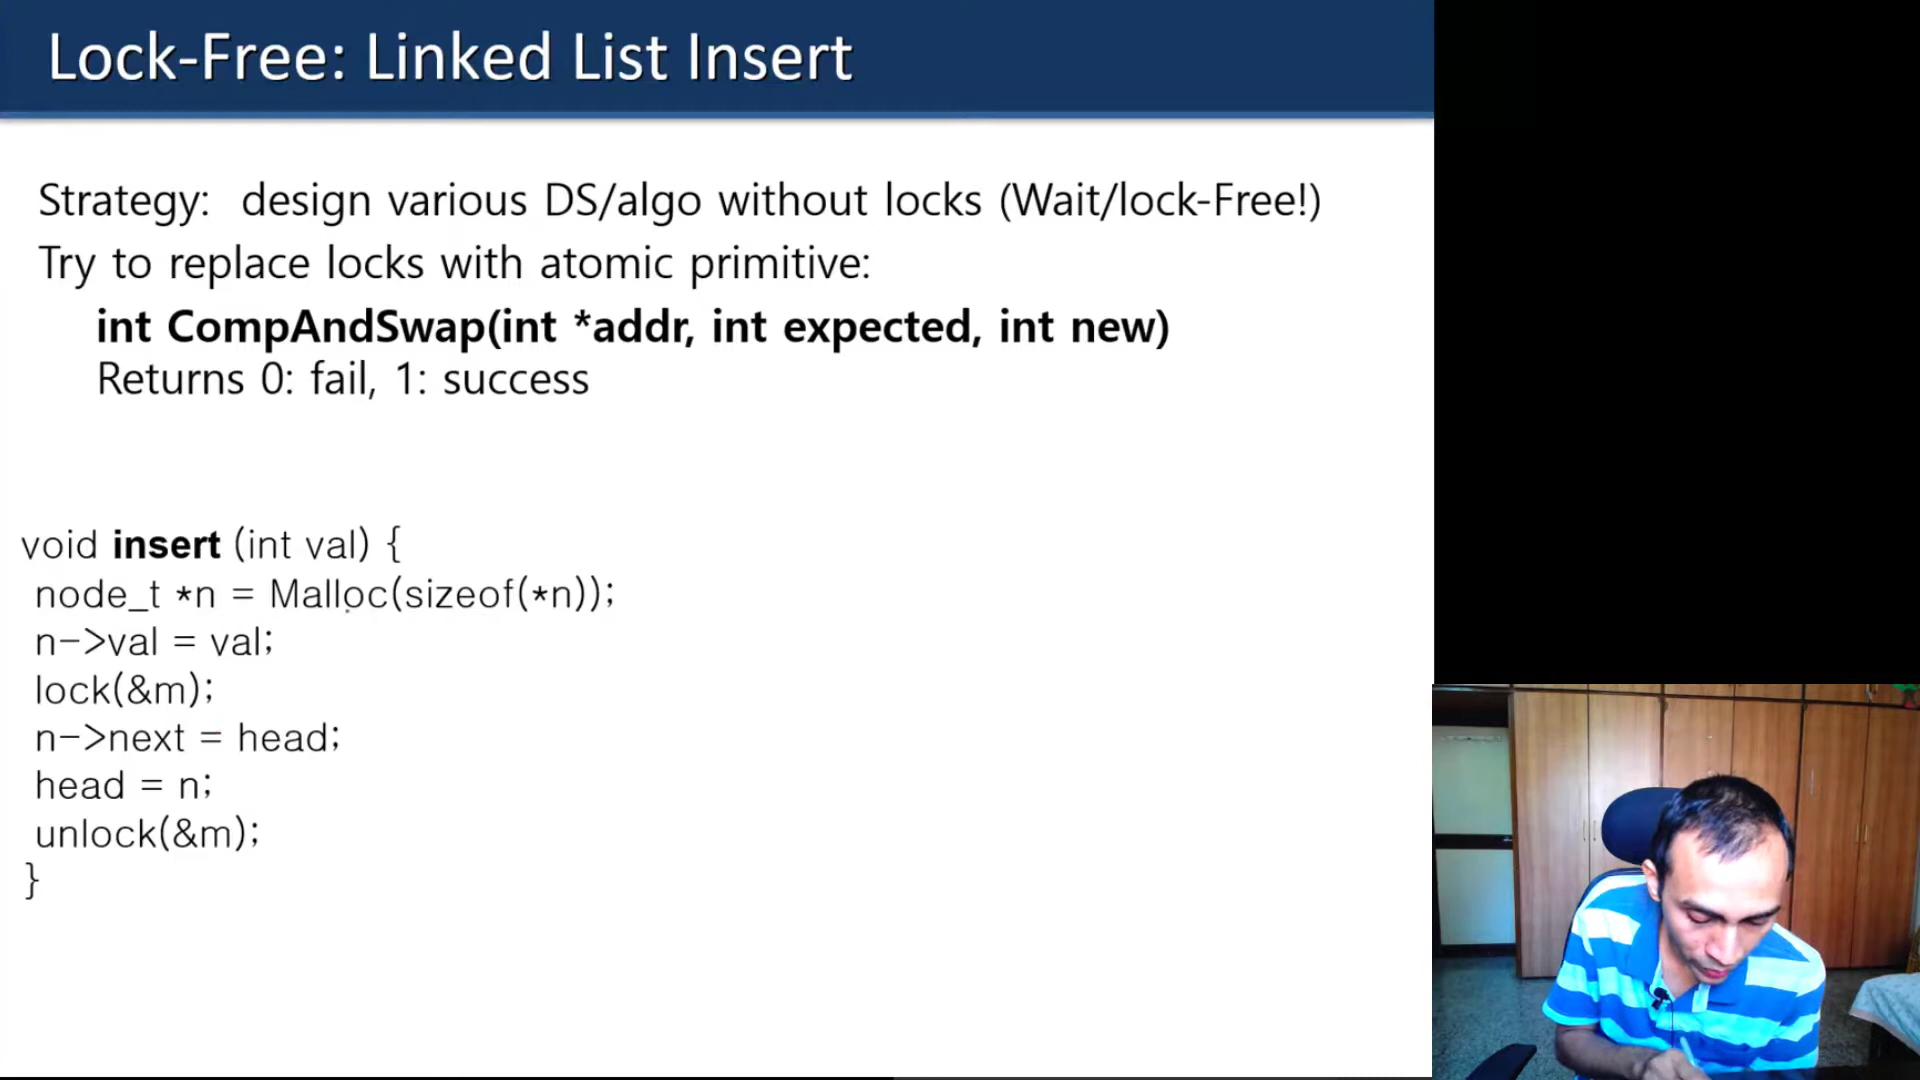 Lock-Free: Linked List Insert
Strategy: design various DS/algo without locks (Wait/lock-Free!)
Try to replace locks with atomic primitive:
int CompAndSwap(int *addr, int expected, int new)
Returns 0: fail, 1: success
void insert (int val) {
node_t *n = Malloc(sizeof(*n));
n->val = val;
lock(&m);
n->next = head;
head = n;
unlock(&m);
}